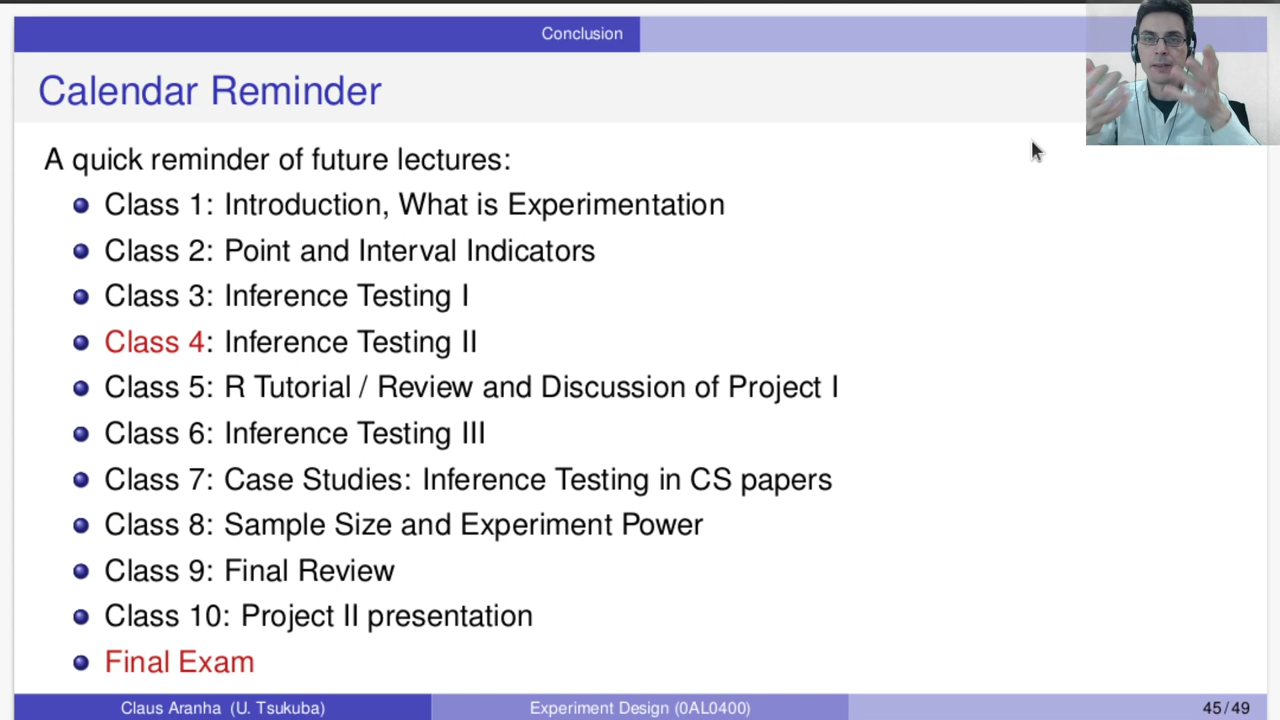 Conclusion
Calendar Reminder
A quick reminder of future lectures:
Class 1: Introduction, What is Experimentation
Class 2: Point and Interval Indicators
Class 3: Inference Testing I
Class 4: Inference Testing II
Class 5: R Tutorial / Review and Discussion of Project I
Class 6: Inference Testing III
Class 7: Case Studies: Inference Testing in CS papers
Class 8: Sample Size and Experiment Power
Class 9: Final Review
Class 10: Project II presentation
Final Exam
Claus Aranha (U. Tsukuba) Experiment Design (0AL0400) 45 / 49